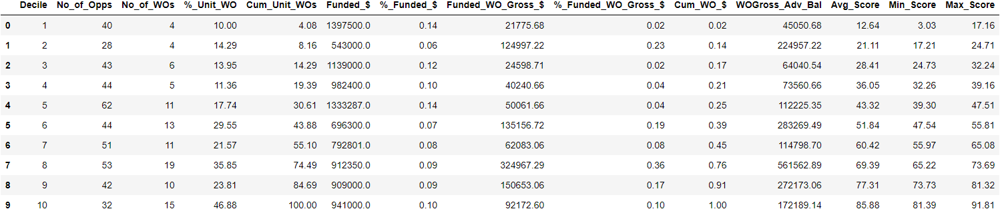 Decile No_of_Opps No_of_WOs %_Unit_WO Cum_Unit_WOs Funded_$ %_Funded_$ Funded_WO_Gross_$ %_Funded_WO_Gross_$ Cum_WO_$ WOGross_Adv_Bal Avg_Score Min_Score Max_Score
0 1 40 4 10.00 4.08 1397500.0 0.14 21775.68 0.02 0.02 45050.68 12.64 3.03 17.16
1 2 28 4 14.29 8.16 543000.0 0.06 124997.22 0.23 0.14 224957.22 21.11 17.21 24.71
2 3 43 6 13.95 14.29 1139000.0 0.12 24598.71 0.02 0.17 64040.54 28.41 24.73 32.24
3 4 44 5 11.36 19.39 982400.0 0.10 40240.66 0.04 0.21 73560.66 36.05 32.26 39.16
4 5 62 11 17.74 30.61 1333287.0 0.14 50061.66 0.04 0.25 112225.35 43.32 39.30 47.51
5 6 44 13 29.55 43.88 696300.0 0.07 135156.72 0.19 0.39 283269.49 51.84 47.54 55.81
6 7 51 11 21.57 55.10 792801.0 0.08 62083.06 0.08 0.45 114798.70 60.42 55.97 65.08
7 8 53 19 35.85 74.49 912350.0 0.09 324967.29 0.36 0.76 561562.89 69.39 65.22 73.69
8 9 42 10 23.81 84.69 909000.0 0.09 150653.06 0.17 0.91 272173.06 77.31 73.73 81.32
9 10 32 15 46.88 100.00 941000.0 0.10 92172.60 0.10 1.00 172189.14 85.88 81.39 91.81